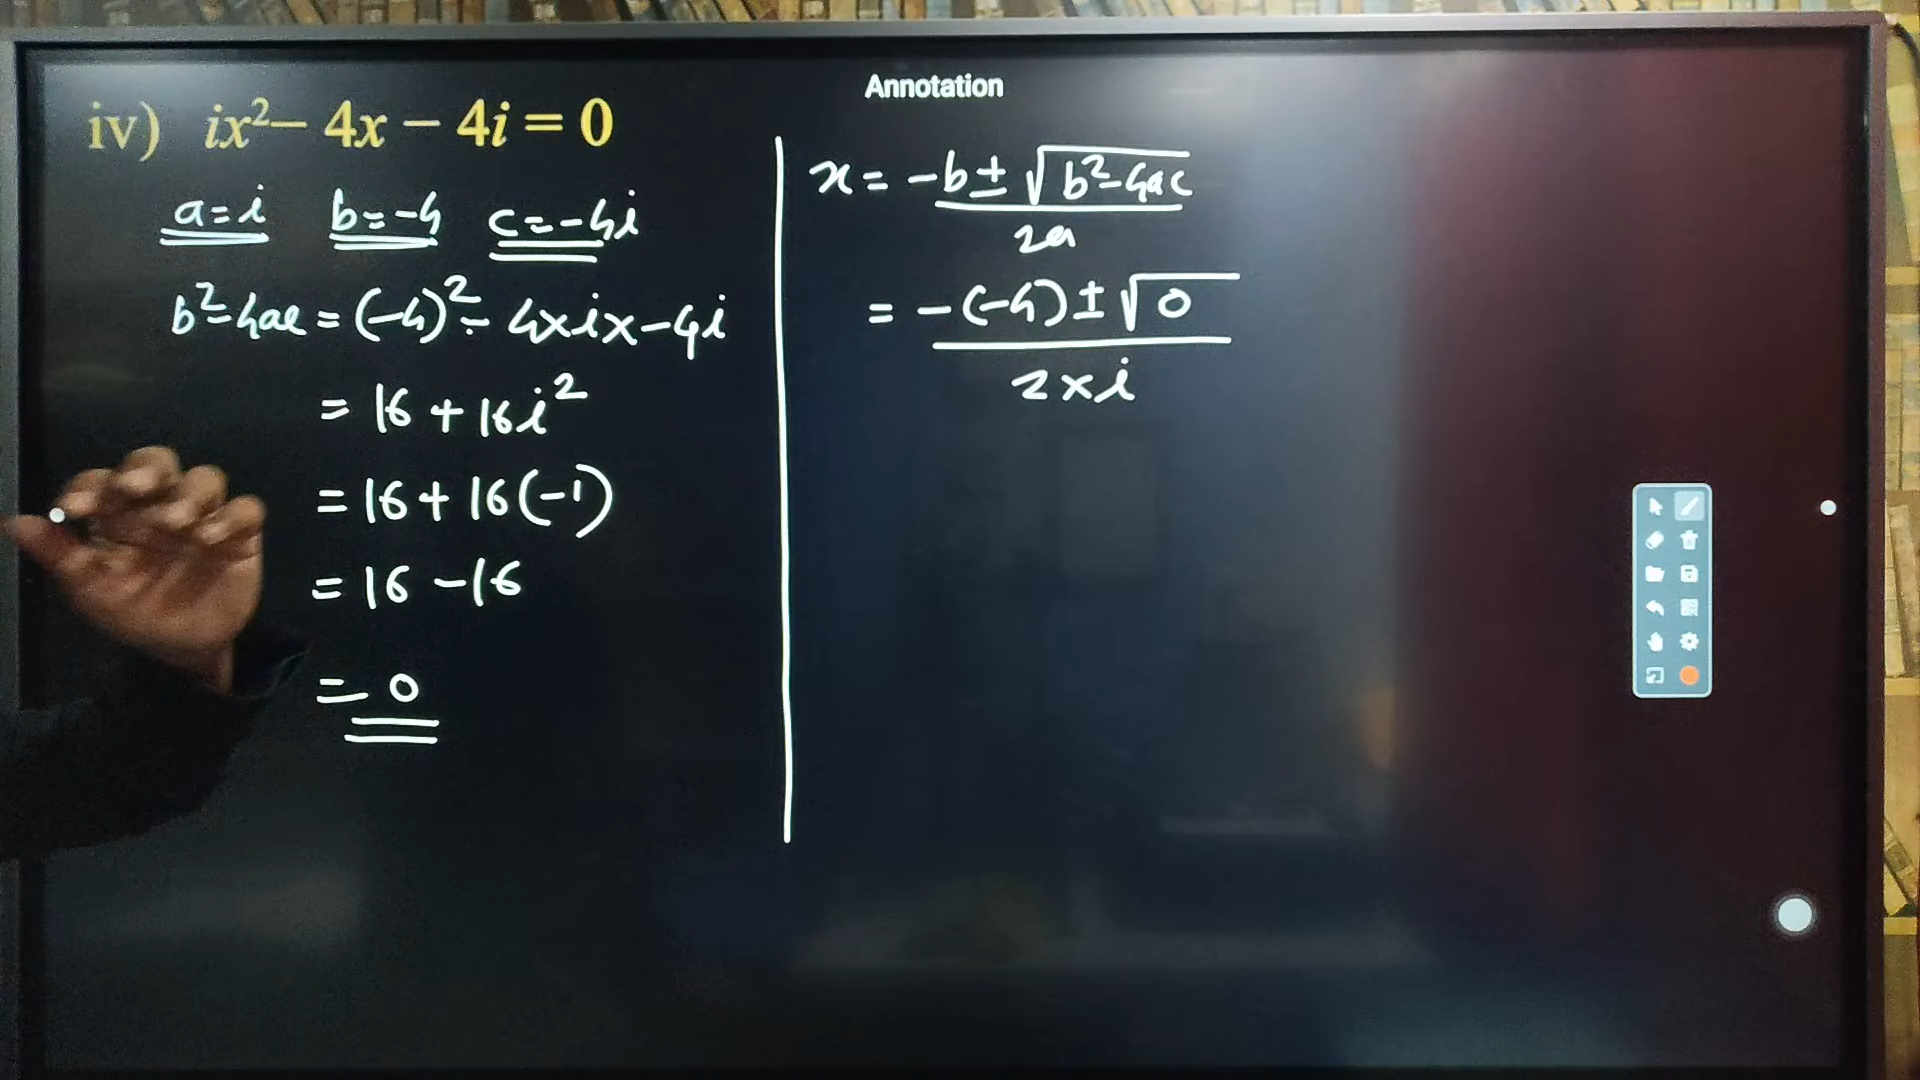 Annotation
iv) ix² – 4x – 4i = 0
a = i b = -4 c = -4i
b² - 4ac = (-4)² - 4 x i x -4i
= 16 + 16i²
= 16 + 16(-1)
= 16 - 16
= 0
x = -b ± √b² - 4ac / 2a
= -(-4) ± √0 / 2 x i